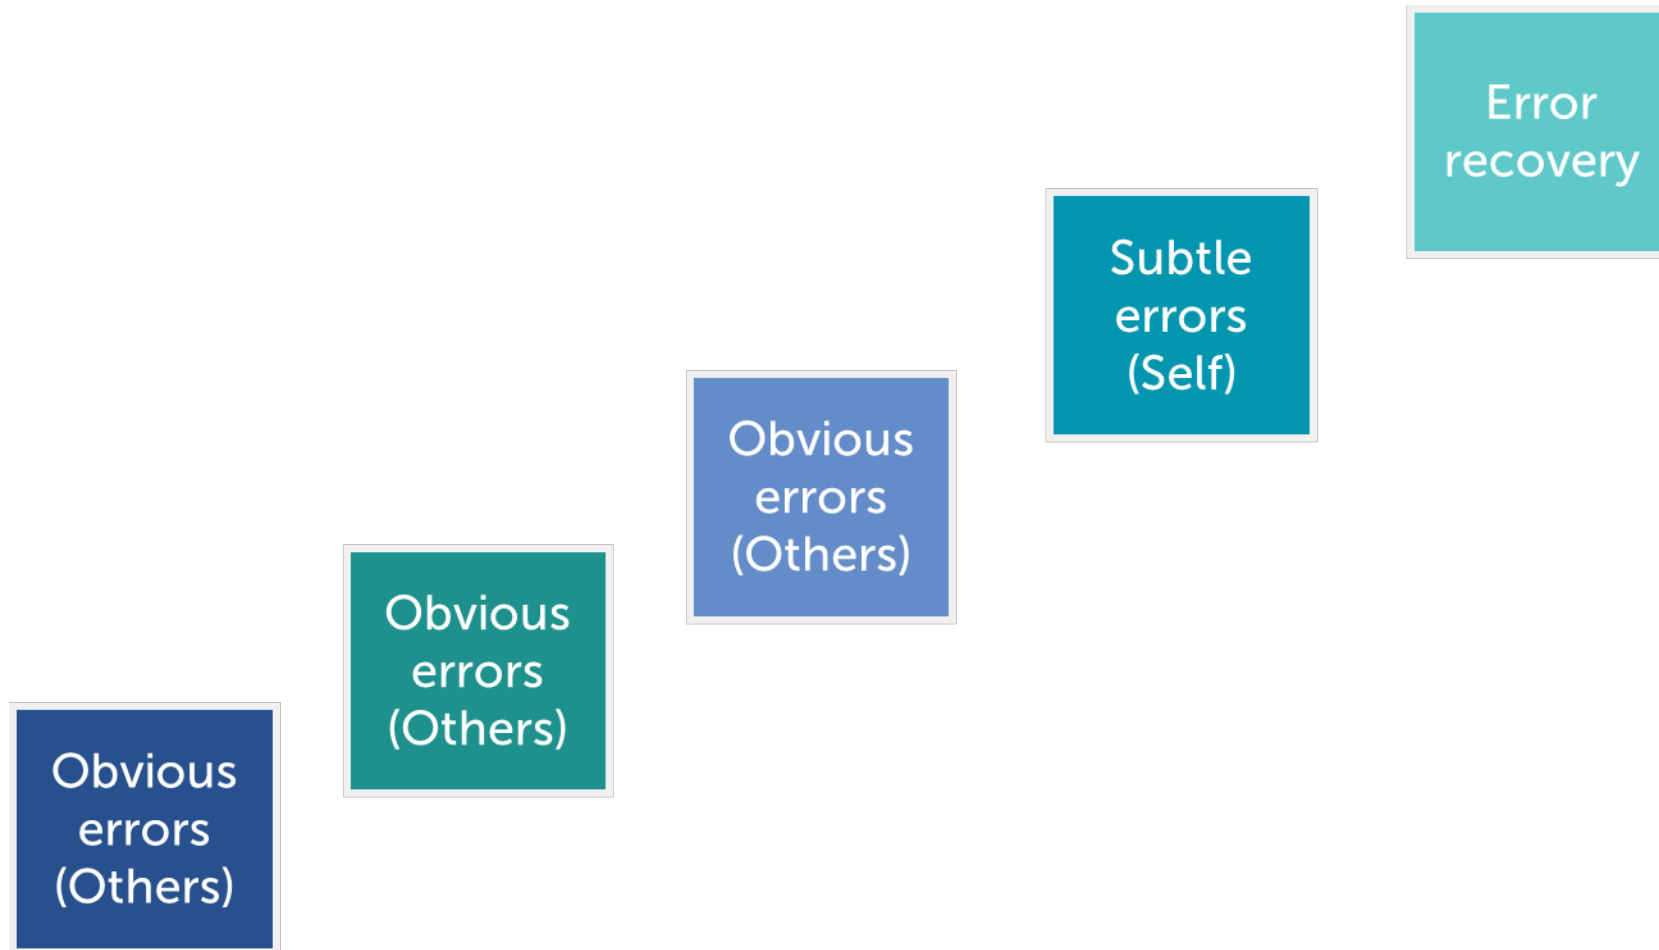 Error
recovery
Subtle
errors
(Self)
Obvious
errors
(Others)
Obvious
errors
(Others)
Obvious
errors
(Others)